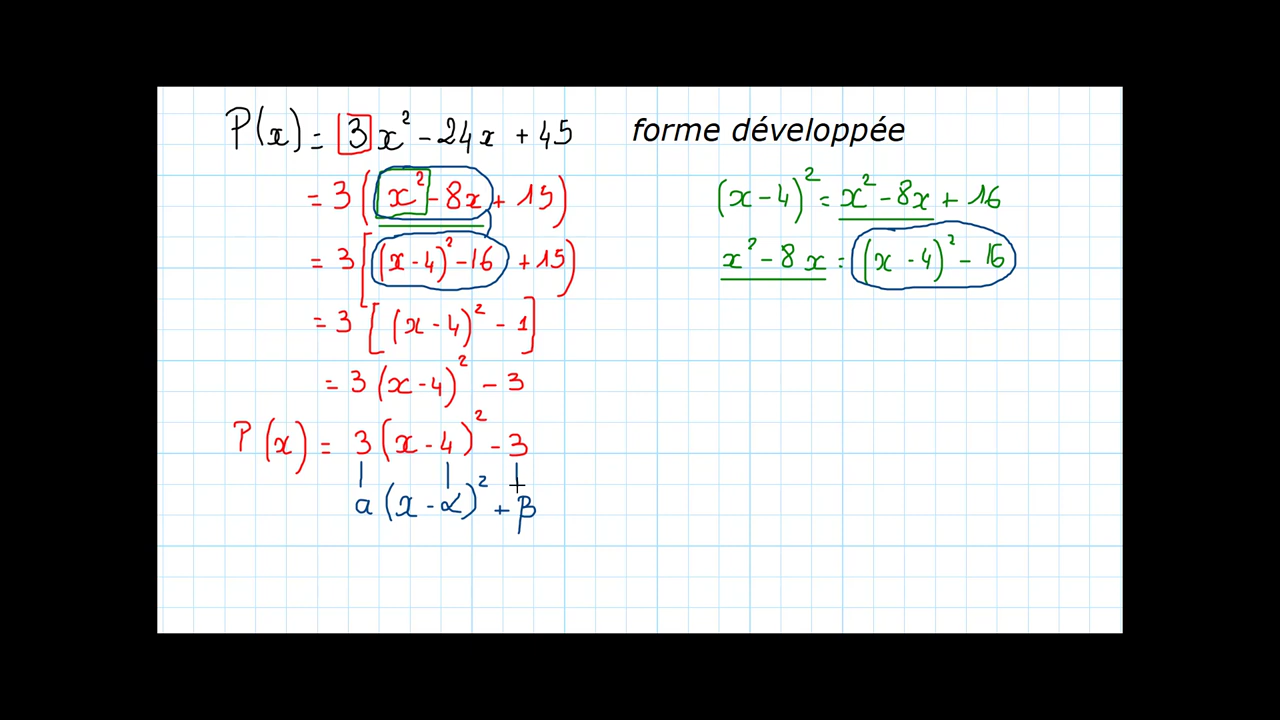 P(x) = 3x² - 24x + 45 forme développée
= 3(x² - 8x + 15) (x - 4)² = x² - 8x + 16
= 3[(x - 4)² - 16 + 15) x² - 8x = (x - 4)² - 16
= 3[(x - 4)² - 1]
= 3(x - 4)² - 3
P(x) = 3(x - 4)² - 3
a(x - α)² + β